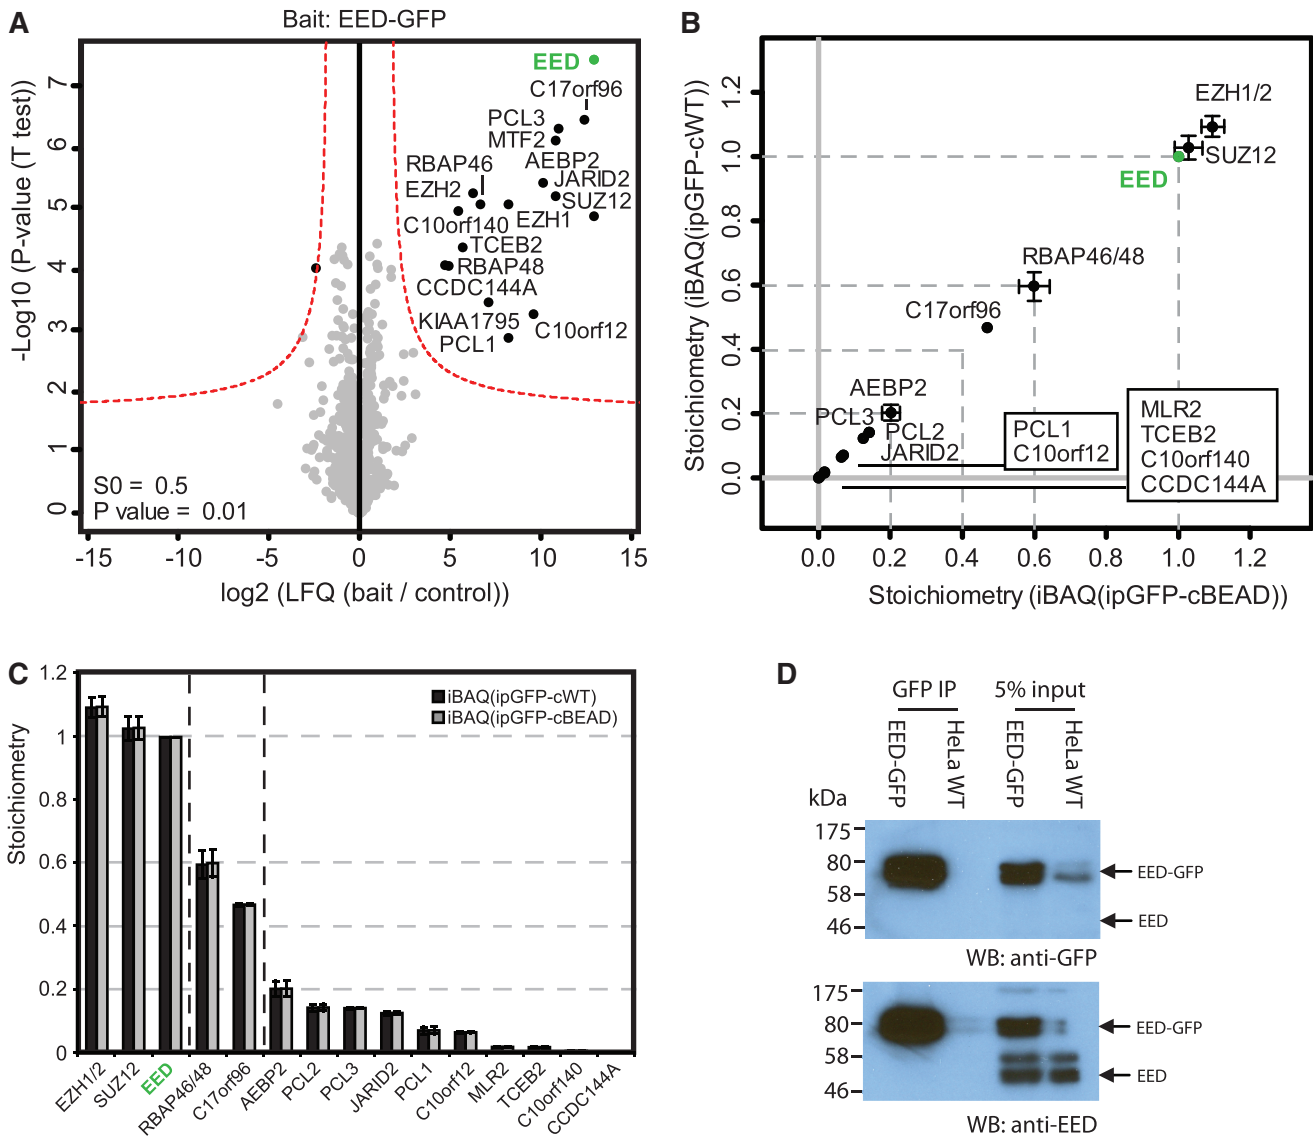 A
Bait: EED-GFP
-Log10 (P-value (T test))
7
6
5
4
3
2
1
0
EED
C17orf96
PCL3
MTF2
AEBP2
RBAP46
JARID2
EZH2
SUZ12
C10orf140
EZH1
TCEB2
RBAP48
CCDC144A
KIAA1795
C10orf12
PCL1
S0 = 0.5
P value = 0.01
-15
-10
-5
0
5
10
15
log2 (LFQ (bait / control))
B
Stoichiometry (iBAQ(ipGFP-cWT))
1.2
1.0
0.8
0.6
0.4
0.2
0.0
EZH1/2
SUZ12
EED
RBAP46/48
C17orf96
AEBP2
PCL3
PCL2
JARID2
PCL1
C10orf12
MLR2
TCEB2
C10orf140
CCDC144A
0.0
0.2
0.4
0.6
0.8
1.0
1.2
Stoichiometry (iBAQ(ipGFP-cBEAD))
C
Stoichiometry
1.2
1
0.8
0.6
0.4
0.2
0
iBAQ(ipGFP-cWT)
iBAQ(ipGFP-cBEAD)
EZH1/2
SUZ12
EED
RBAP46/48
C17orf96
AEBP2
PCL2
PCL3
JARID2
PCL1
C10orf12
MLR2
TCEB2
C10orf140
CCDC144A
D
GFP IP
5% input
EED-GFP
HeLa WT
EED-GFP
HeLa WT
kDa
175
80
58
46
EED-GFP
EED
WB: anti-GFP
175
80
58
46
EED-GFP
EED
WB: anti-EED